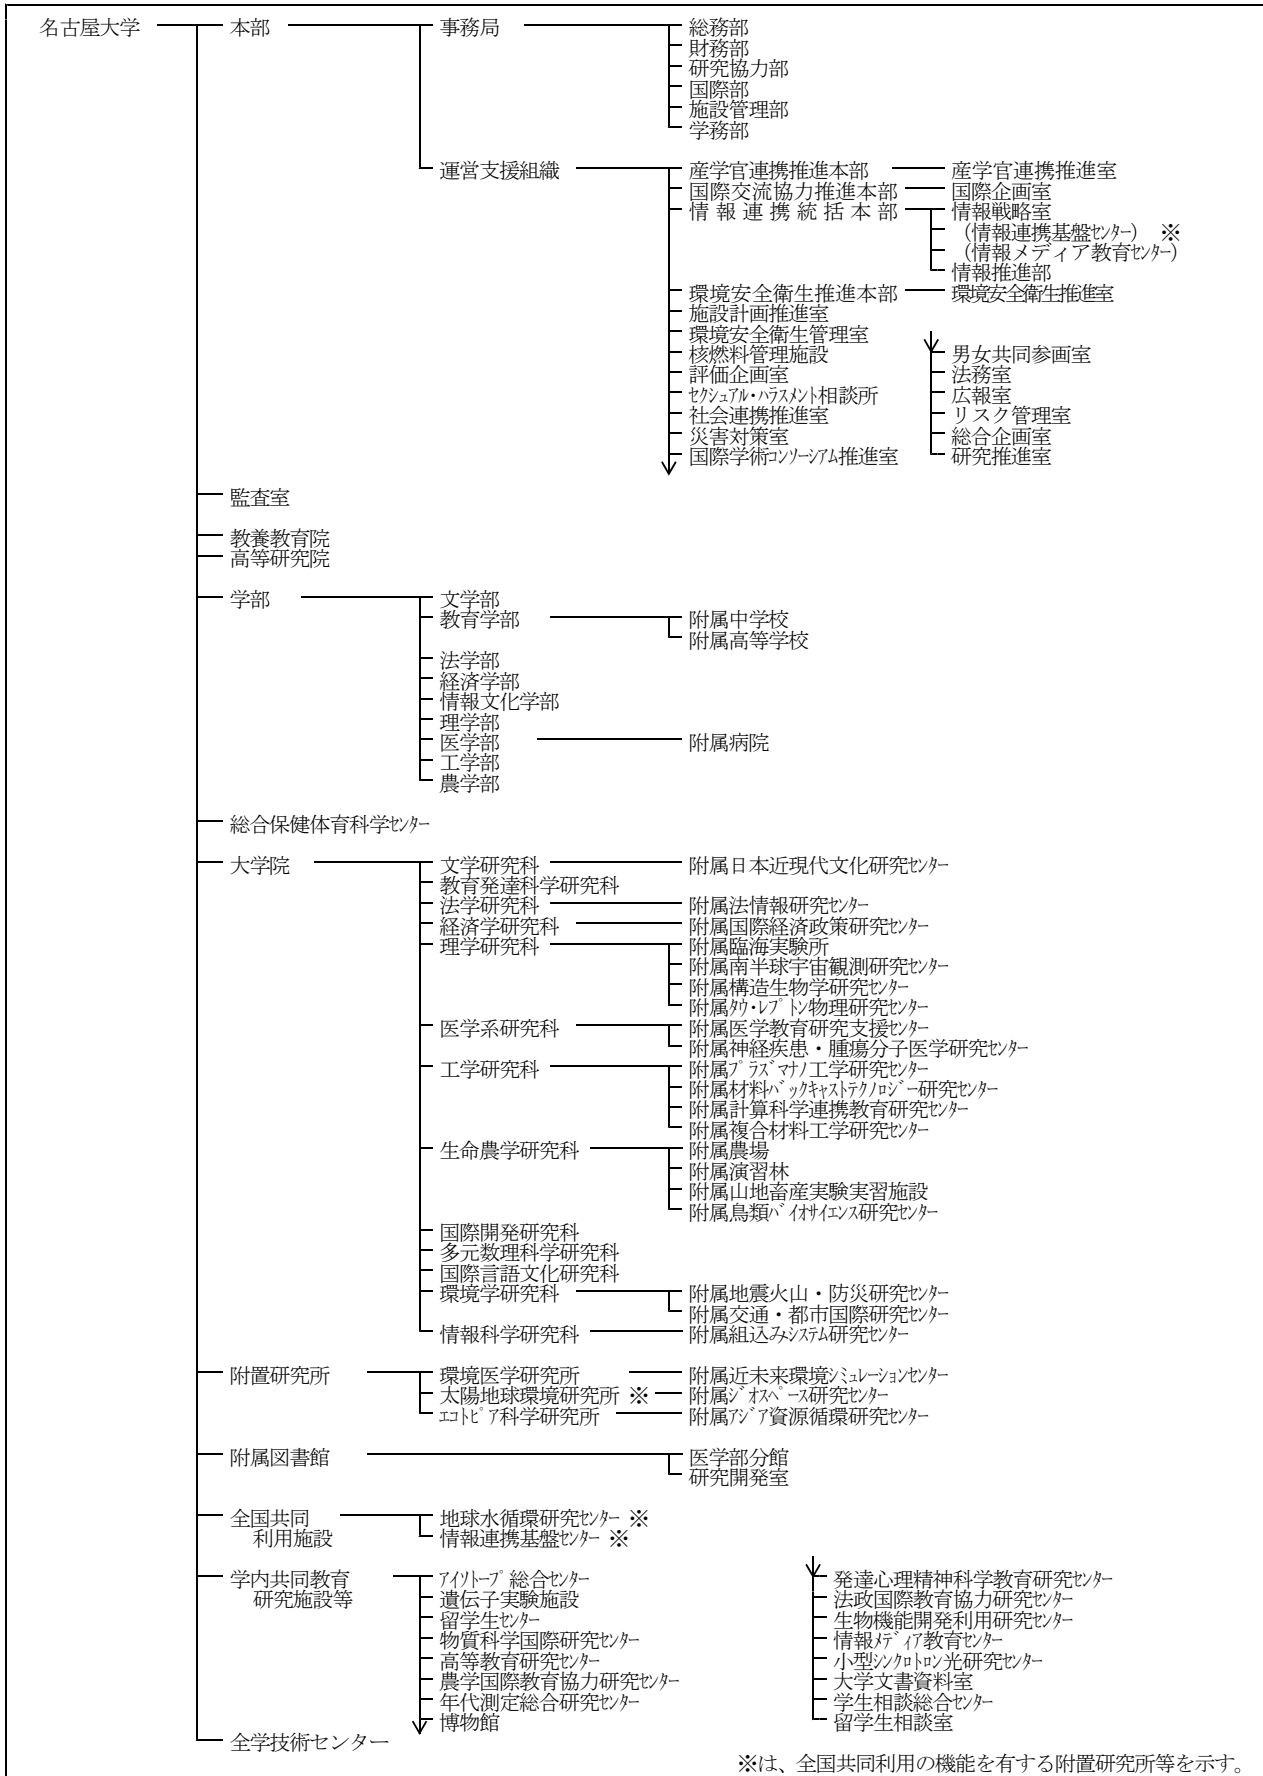 名古屋大学 本部 事務局 総務部
財務部
研究協力部
国際部
施設管理部
学務部
運営支援組織 産学官連携推進本部 産学官連携推進室
国際交流協力推進本部 国際企画室
情報連携統括本部 情報戦略室
(情報連携基盤ｾﾝﾀｰ) ※
(情報メディア教育ｾﾝﾀｰ)
情報推進部
環境安全衛生推進本部 環境安全衛生推進室
施設計画推進室
環境安全衛生管理室
核燃料管理施設 男女共同参画室
評価企画室 法務室
ｾｸｼｭｱﾙ・ﾊﾗｽﾒﾝﾄ相談所 広報室
社会連携推進室 リスク管理室
災害対策室 総合企画室
国際学術ｺﾝｿｰｼｱﾑ推進室 研究推進室
監査室
教養教育院
高等研究院
学部 文学部
教育学部 附属中学校
附属高等学校
法学部
経済学部
情報文化学部
理学部
医学部 附属病院
工学部
農学部
総合保健体育科学ｾﾝﾀｰ
大学院 文学研究科 附属日本近現代文化研究ｾﾝﾀｰ
教育発達科学研究科
法学研究科 附属法情報研究ｾﾝﾀｰ
経済学研究科 附属国際経済政策研究ｾﾝﾀｰ
理学研究科 附属臨海実験所
附属南半球宇宙観測研究ｾﾝﾀｰ
附属構造生物学研究ｾﾝﾀｰ
附属ﾀｳ・ﾚﾌﾟﾄﾝ物理研究ｾﾝﾀｰ
医学系研究科 附属医学教育研究支援ｾﾝﾀｰ
附属神経疾患・腫瘍分子医学研究ｾﾝﾀｰ
工学研究科 附属ﾌﾟﾗｽﾞﾏﾅﾉ工学研究ｾﾝﾀｰ
附属材料ﾊﾞｯｸｷｬｽﾄﾃｸﾉﾛｼﾞｰ研究ｾﾝﾀｰ
附属計算科学連携教育研究ｾﾝﾀｰ
附属複合材料工学研究ｾﾝﾀｰ
生命農学研究科 附属農場
附属演習林
附属山地畜産実験実習施設
附属鳥類ﾊﾞｲｵｻｲｴﾝｽ研究ｾﾝﾀｰ
国際開発研究科
多元数理科学研究科
国際言語文化研究科
環境学研究科 附属地震火山・防災研究ｾﾝﾀｰ
附属交通・都市国際研究ｾﾝﾀｰ
情報科学研究科 附属組込みｼｽﾃﾑ研究ｾﾝﾀｰ
附置研究所 環境医学研究所 附属近未来環境ｼﾐｭﾚｰｼｮﾝｾﾝﾀｰ
太陽地球環境研究所 ※ 附属ｼﾞｵｽﾍﾟｰｽ研究ｾﾝﾀｰ
ｴｺﾄﾋﾟｱ科学研究所 附属ｱｼﾞｱ資源循環研究ｾﾝﾀｰ
附属図書館 医学部分館
研究開発室
全国共同 地球水循環研究ｾﾝﾀｰ ※
利用施設 情報連携基盤ｾﾝﾀｰ ※
学内共同教育 ｱｲｿﾄｰﾌﾟ総合ｾﾝﾀｰ 発達心理精神科学教育研究ｾﾝﾀｰ
研究施設等 遺伝子実験施設 法政国際教育協力研究ｾﾝﾀｰ
留学生ｾﾝﾀｰ 生物機能開発利用研究ｾﾝﾀｰ
物質科学国際研究ｾﾝﾀｰ 情報ﾒﾃﾞｨｱ教育ｾﾝﾀｰ
高等教育研究ｾﾝﾀｰ 小型ｼﾝｸﾛﾄﾛﾝ光研究ｾﾝﾀｰ
農学国際教育協力研究ｾﾝﾀｰ 大学文書資料室
年代測定総合研究ｾﾝﾀｰ 学生相談総合ｾﾝﾀｰ
博物館 留学生相談室
全学技術センター
※は、全国共同利用の機能を有する附置研究所等を示す。